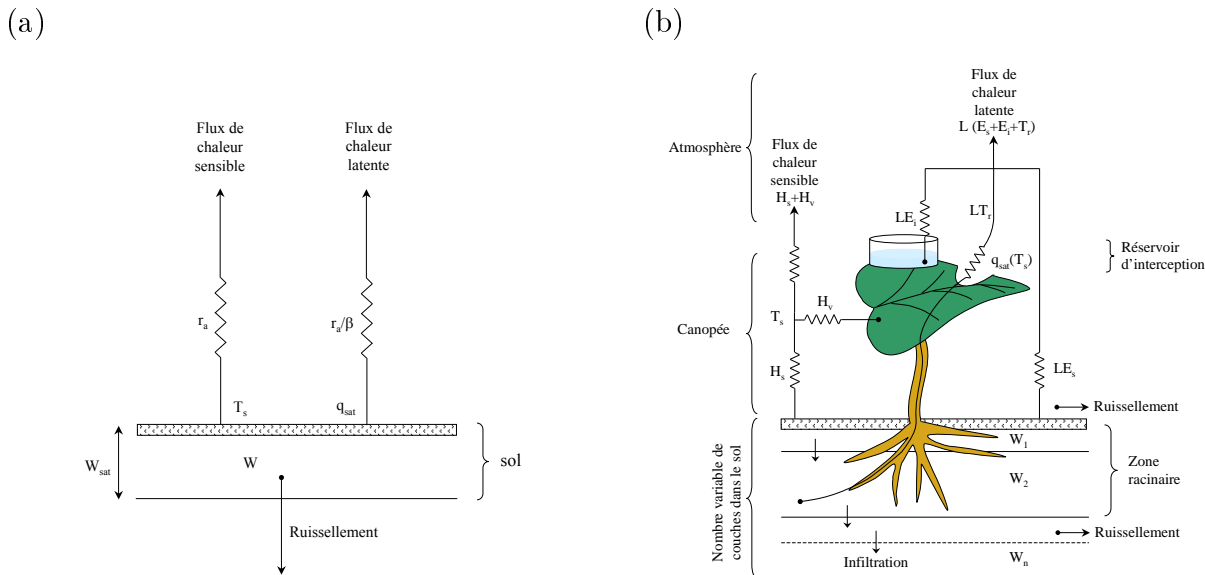 (a)
Flux de
chaleur
sensible
Flux de
chaleur
latente
r_a
r_a/β
T_s
q_sat
W_sat
W
sol
Ruissellement
(b)
Flux de
chaleur
latente
L (E_s+E_i+T_r)
Atmosphère
Flux de
chaleur
sensible
H_s+H_v
LE_i
LT_r
q_sat(T_s)
Réservoir
d'interception
Canopée
T_s
H_v
H_s
LE_s
Ruissellement
Nombre variable de
couches dans le sol
W_1
W_2
Zone
racinaire
Ruissellement
Infiltration
W_n